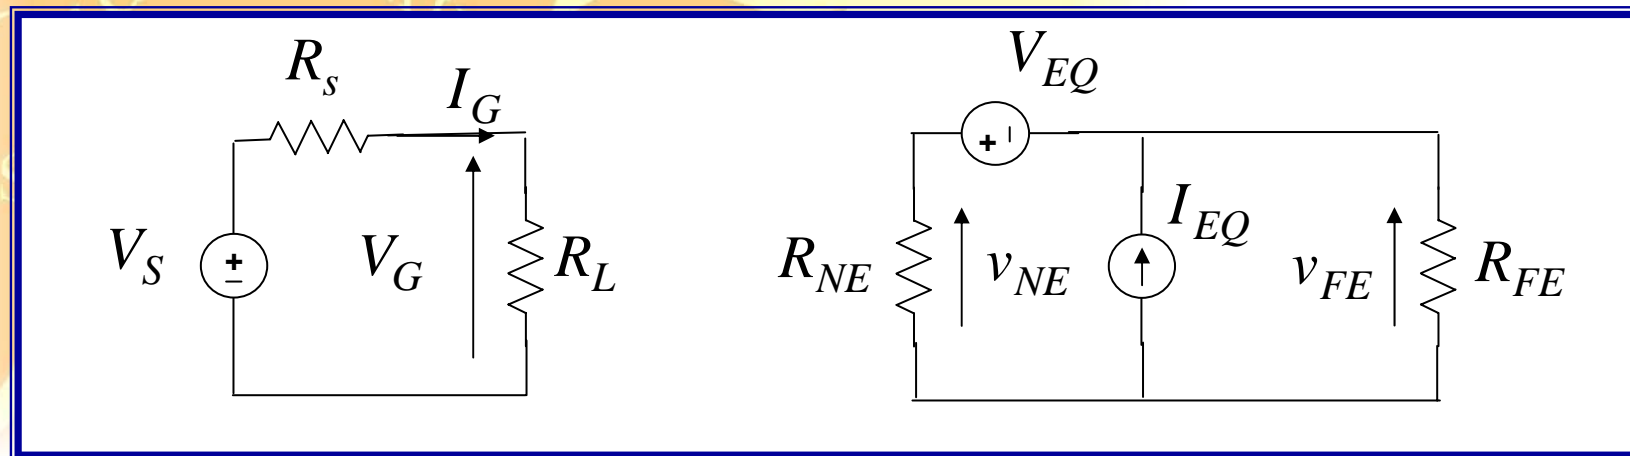 R_s
I_G
V_S
+
−
V_G
R_L
V_EQ
+ −
R_NE
v_NE
I_EQ
v_FE
R_FE